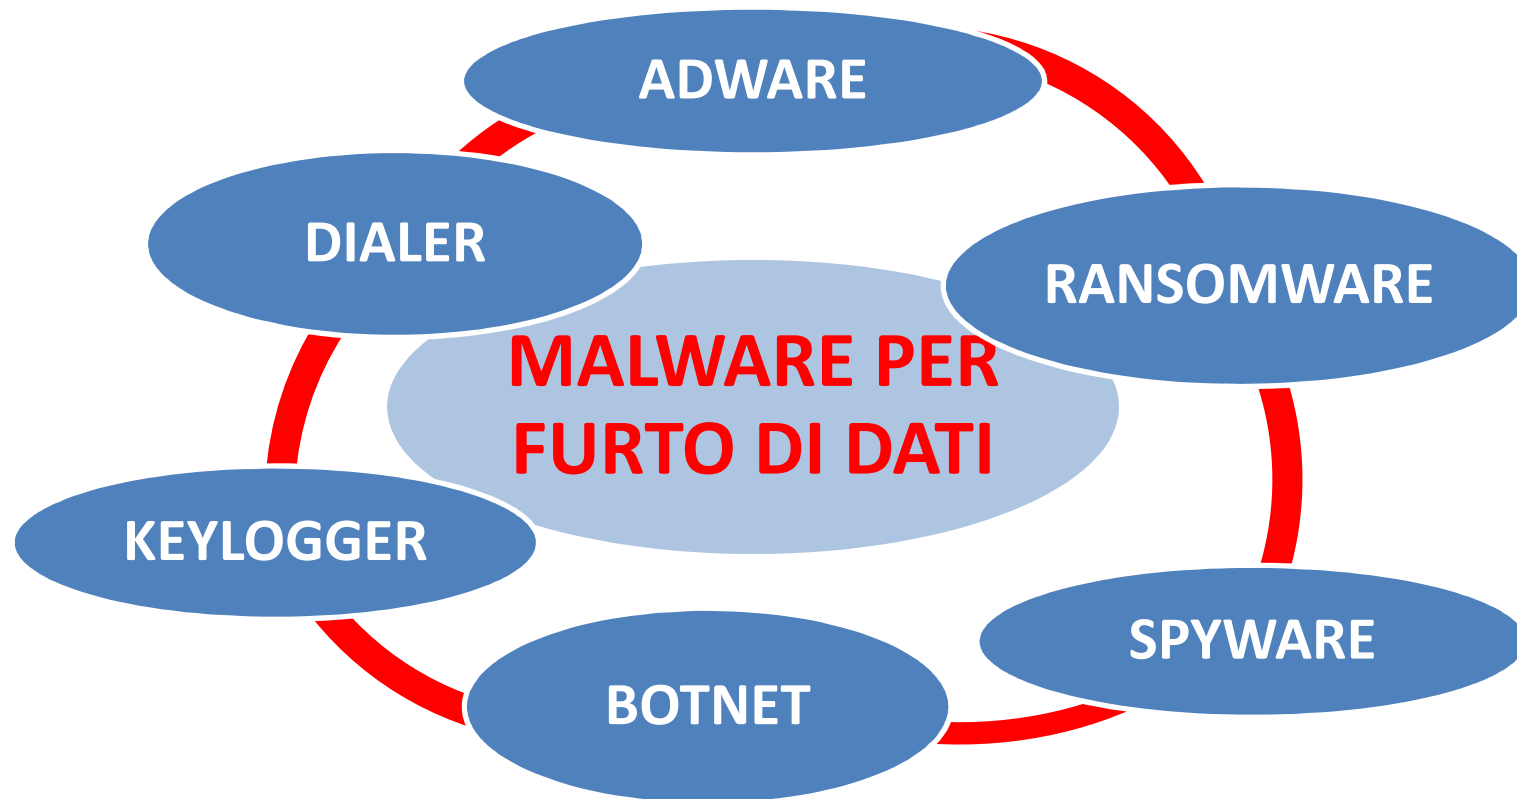 ADWARE
DIALER
RANSOMWARE
MALWARE PER
FURTO DI DATI
KEYLOGGER
SPYWARE
BOTNET